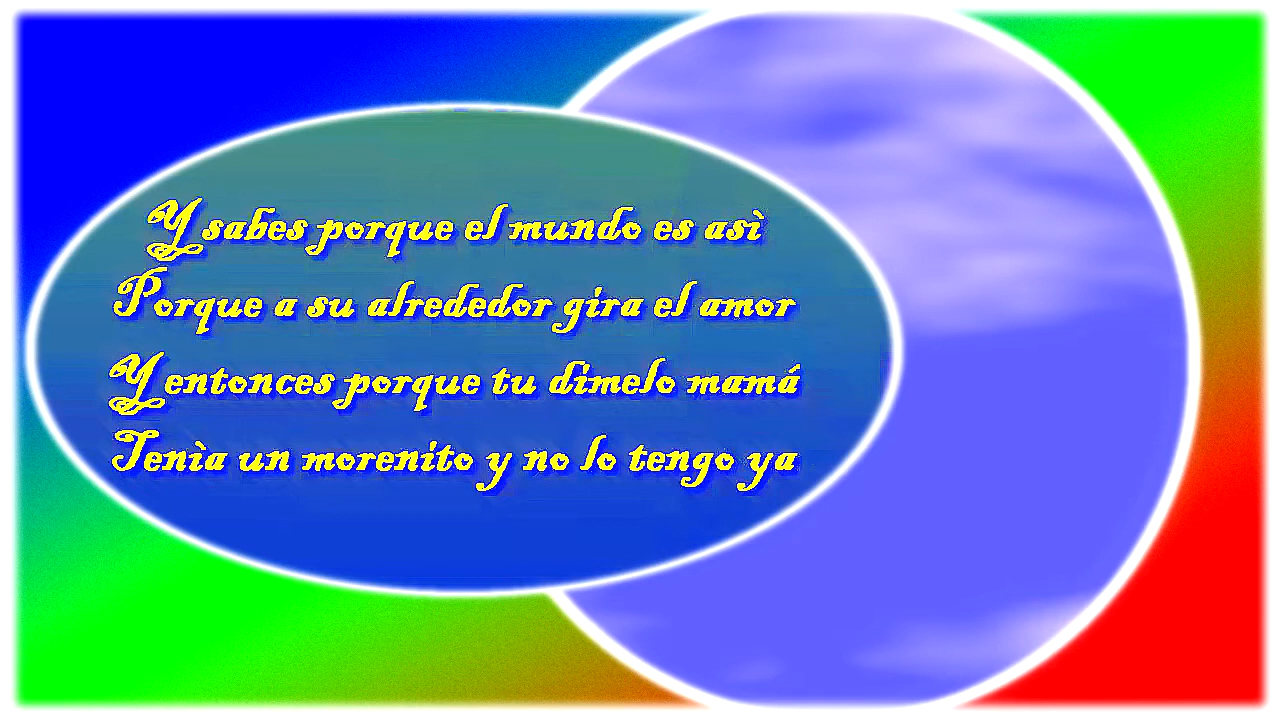 Y sabes porque el mundo es asì
Porque a su alrededor gira el amor
Y entonces porque tu dimelo mamá
Tenìa un morenito y no lo tengo ya